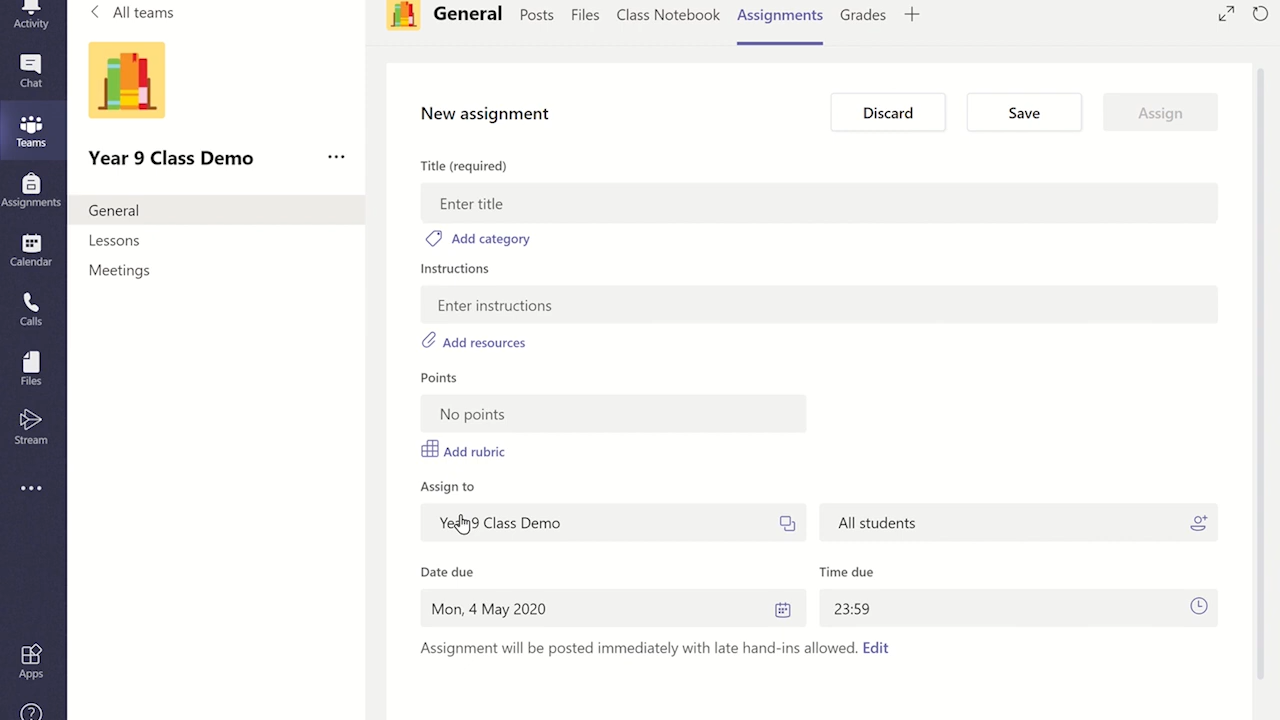 Activity
Chat
Teams
Assignments
Calendar
Calls
Files
Stream
Apps
All teams
Year 9 Class Demo
General
Lessons
Meetings
General Posts Files Class Notebook Assignments Grades
New assignment
Discard Save Assign
Title (required)
Enter title
Add category
Instructions
Enter instructions
Add resources
Points
No points
Add rubric
Assign to
Year 9 Class Demo All students
Date due Time due
Mon, 4 May 2020 23:59
Assignment will be posted immediately with late hand-ins allowed. Edit